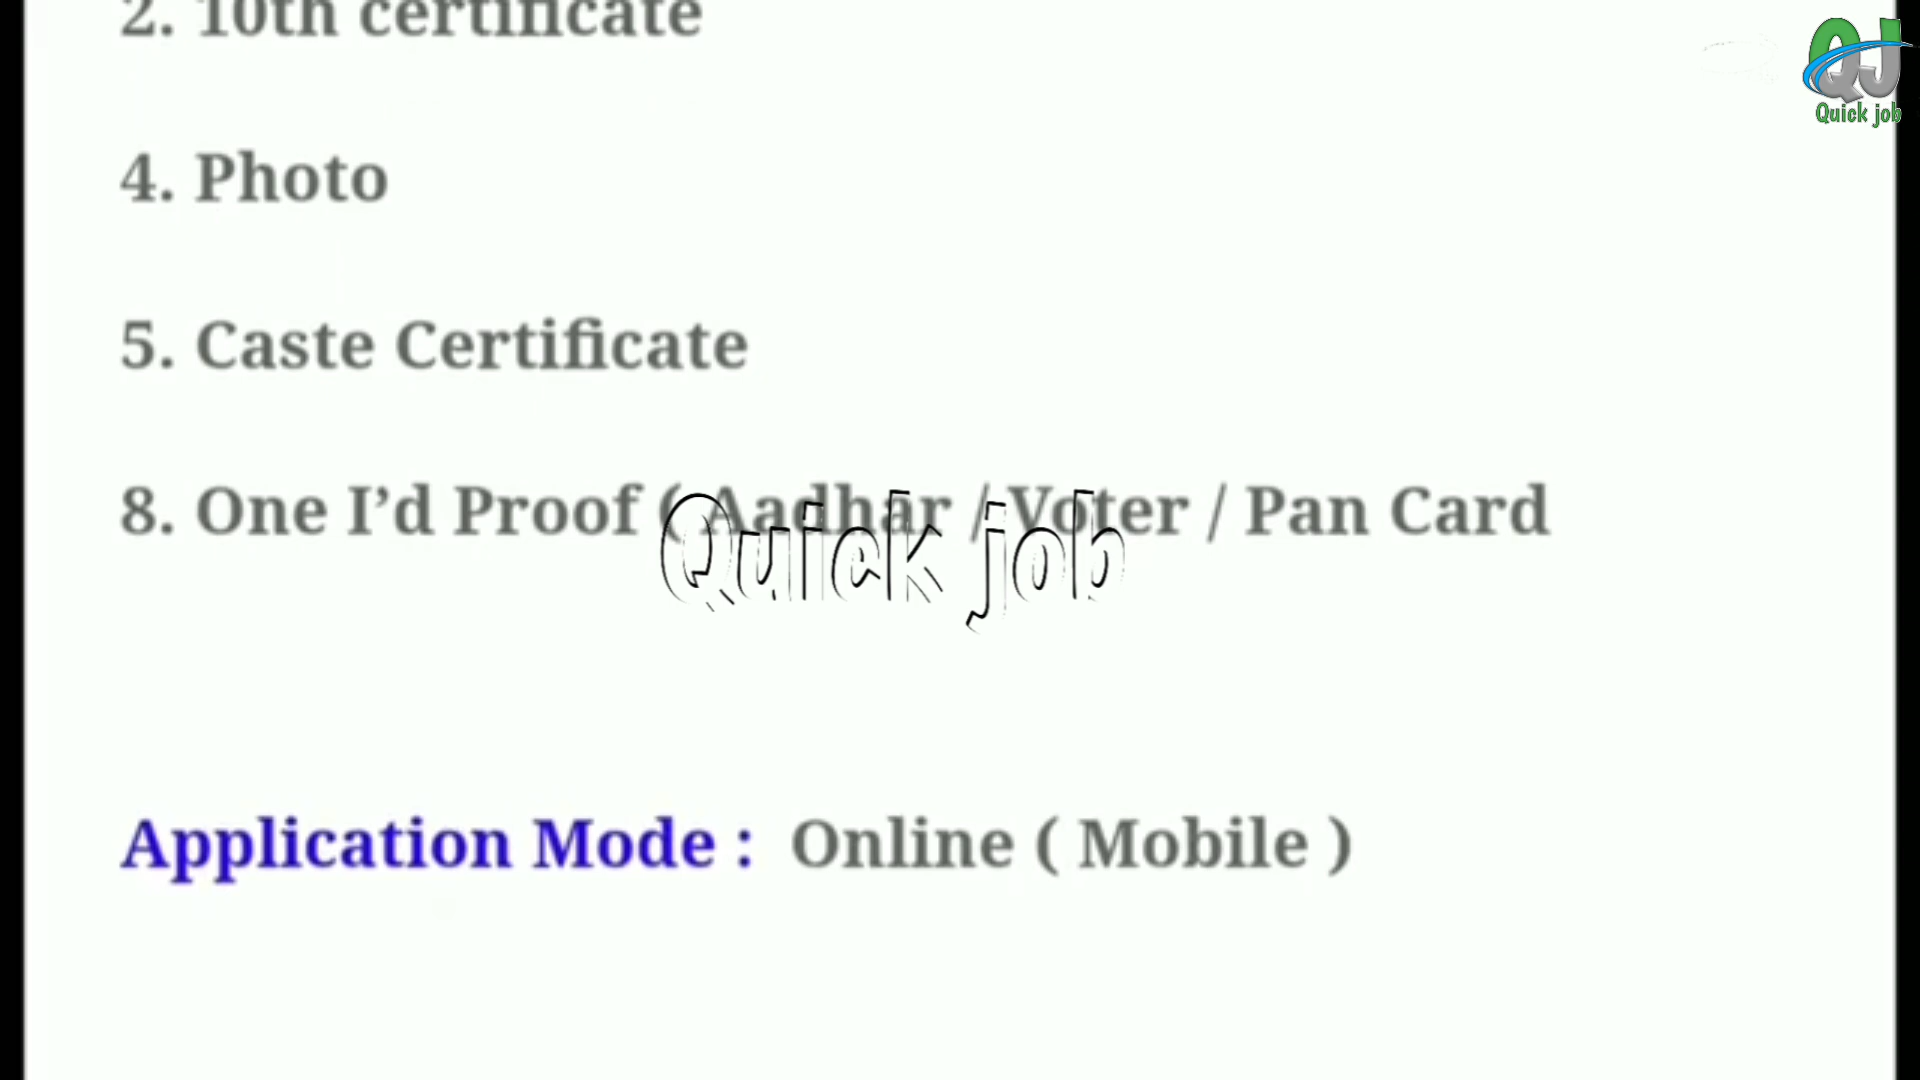 2. 10th certificate
QJ
Quick job
4. Photo
5. Caste Certificate
8. One I’d Proof ( Aadhar / Voter / Pan Card
Quick job
Application Mode : Online ( Mobile )